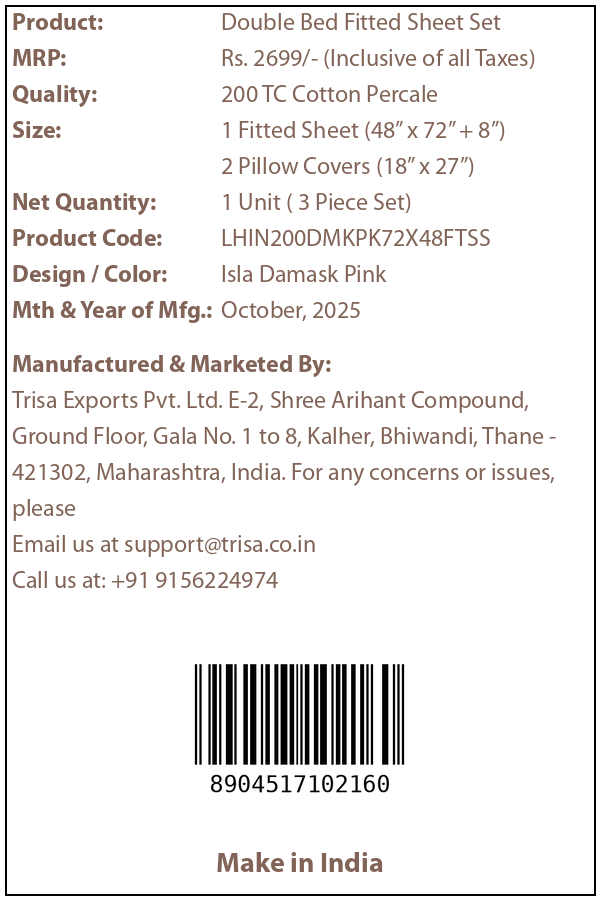 Product: Double Bed Fitted Sheet Set
MRP: Rs. 2699/- (Inclusive of all Taxes)
Quality: 200 TC Cotton Percale
Size: 1 Fitted Sheet (48” x 72” + 8”)
2 Pillow Covers (18” x 27”)
Net Quantity: 1 Unit ( 3 Piece Set)
Product Code: LHIN200DMKPK72X48FTSS
Design / Color: Isla Damask Pink
Mth & Year of Mfg.: October, 2025
Manufactured & Marketed By:
Trisa Exports Pvt. Ltd. E-2, Shree Arihant Compound,
Ground Floor, Gala No. 1 to 8, Kalher, Bhiwandi, Thane -
421302, Maharashtra, India. For any concerns or issues,
please
Email us at support@trisa.co.in
Call us at: +91 9156224974
8904517102160
Make in India